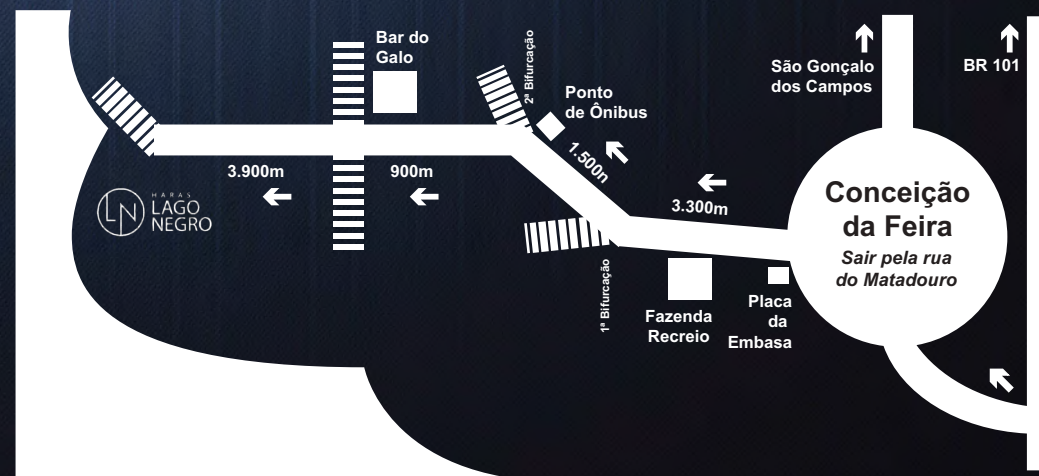 Bar do
Galo
2ª Bifurcação
Ponto
de Ônibus
São Gonçalo
dos Campos
BR 101
3.900m
900m
1.500n
3.300m
Conceição
da Feira
Sair pela rua
do Matadouro
LN
HARAS
LAGO
NEGRO
1ª Bifurcação
Fazenda
Recreio
Placa
da
Embasa